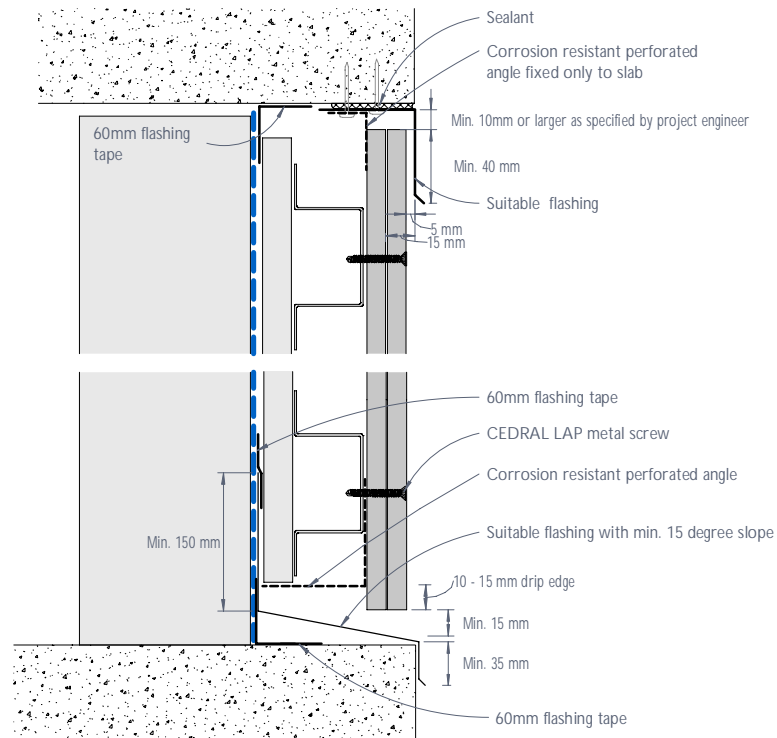 Sealant
Corrosion resistant perforated
angle fixed only to slab
Min. 10mm or larger as specified by project engineer
60mm flashing
tape
Min. 40 mm
Suitable flashing
5 mm
15 mm
60mm flashing tape
CEDRAL LAP metal screw
Corrosion resistant perforated angle
Min. 150 mm
Suitable flashing with min. 15 degree slope
10 - 15 mm drip edge
Min. 15 mm
Min. 35 mm
60mm flashing tape